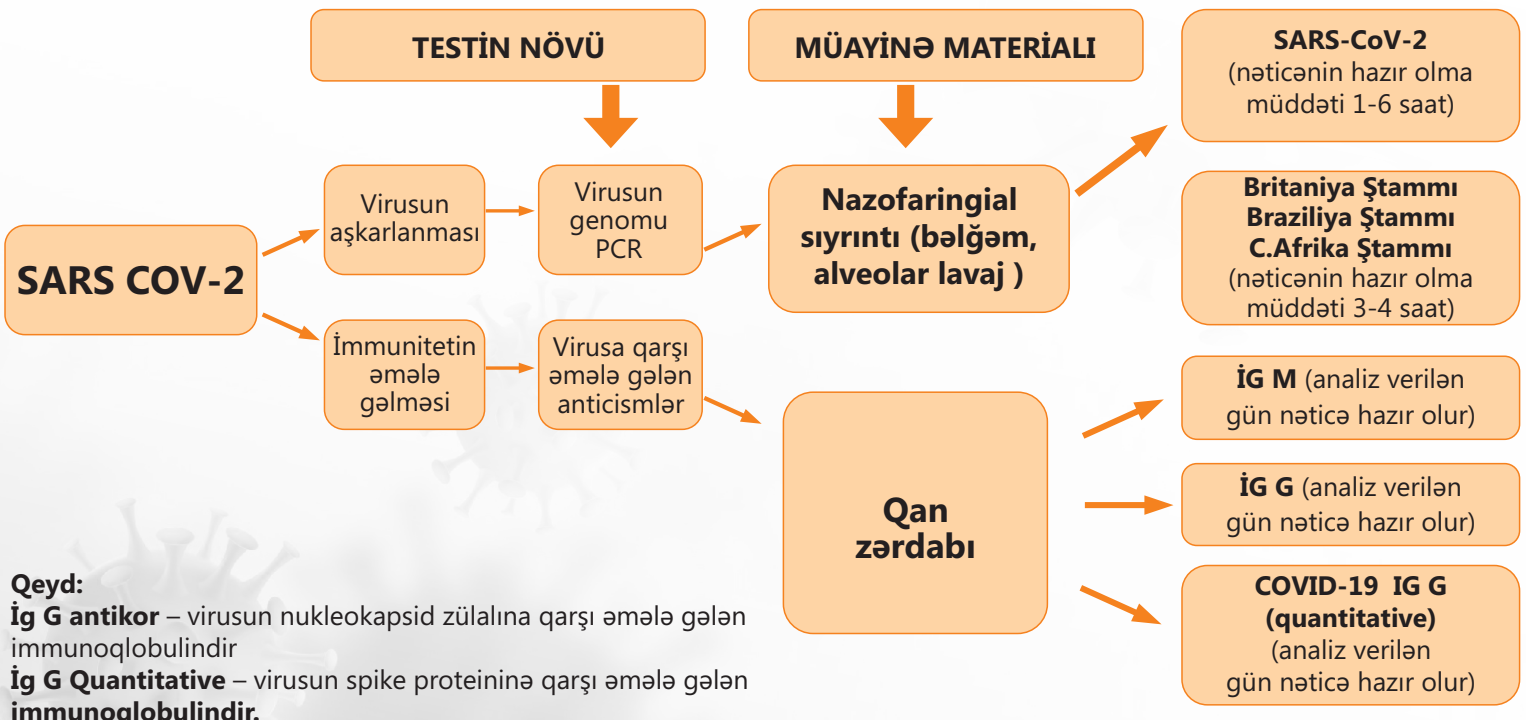 TESTİN NÖVÜ
MÜAYİNƏ MATERİALI
SARS-CoV-2
(nəticənin hazır olma
müddəti 1-6 saat)
Virusun
aşkarlanması
Virusun
genomu
PCR
Nazofaringial
sıyrıntı (bəlğəm,
alveolar lavaj )
Britaniya Ştammı
Braziliya Ştammı
C.Afrika Ştammı
(nəticənin hazır olma
müddəti 3-4 saat)
SARS COV-2
İmmunitetin
əmələ
gəlməsi
Virusa qarşı
əmələ gələn
anticismlər
Qan
zərdabı
İG M (analiz verilən
gün nəticə hazır olur)
İG G (analiz verilən
gün nəticə hazır olur)
COVID-19 IG G
(quantitative)
(analiz verilən
gün nəticə hazır olur)
Qeyd:
İg G antikor – virusun nukleokapsid zülalına qarşı əmələ gələn
immunoqlobulindir
İg G Quantitative – virusun spike proteininə qarşı əmələ gələn
immunoqlobulindir.